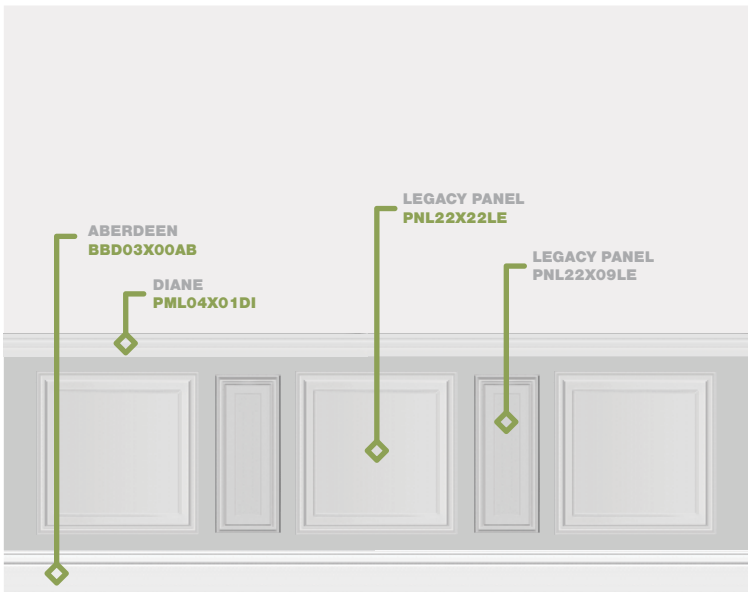 LEGACY PANEL
PNL22X22LE
ABERDEEN
BBD03X00AB
LEGACY PANEL
PNL22X09LE
DIANE
PML04X01DI